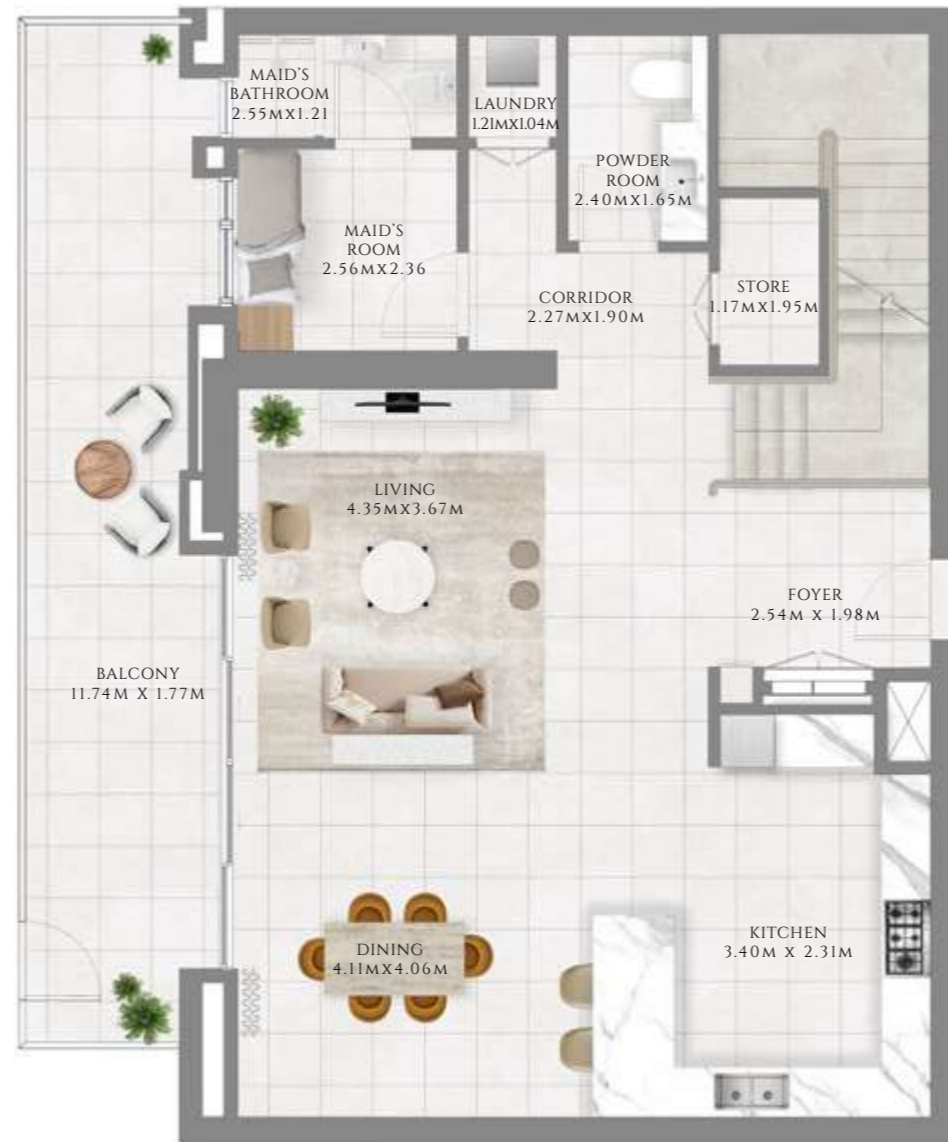 MAID'S
BATHROOM
2.55MX1.21
LAUNDRY
1.21MX1.04M
POWDER
ROOM
2.40MX1.65M
MAID'S
ROOM
2.56MX2.36
CORRIDOR
2.27MX1.90M
STORE
1.17MX1.95M
LIVING
4.35MX3.67M
FOYER
2.54M X 1.98M
BALCONY
11.74M X 1.77M
DINING
4.11MX4.06M
KITCHEN
3.40M X 2.31M